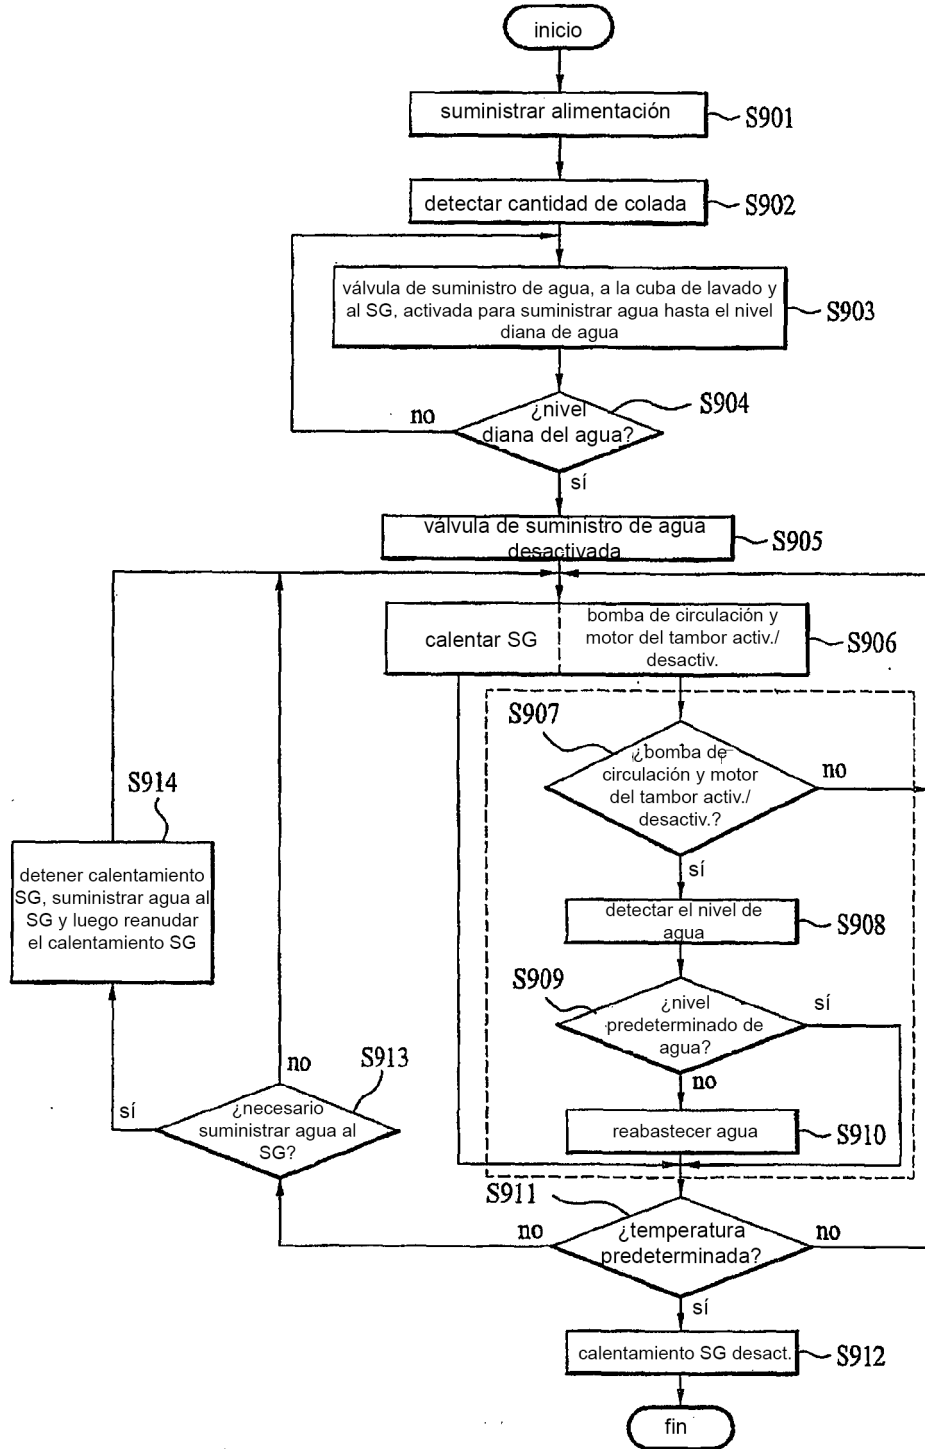 inicio
suministrar alimentación
S901
detectar cantidad de colada
S902
válvula de suministro de agua, a la cuba de lavado y
al SG, activada para suministrar agua hasta el nivel
diana de agua
S903
¿nivel
diana del agua?
S904
no
sí
válvula de suministro de agua
desactivada
S905
calentar SG
bomba de circulación y
motor del tambor activ./
desactiv.
S906
S907
¿bomba de
circulación y motor
del tambor activ./
desactiv.?
no
sí
S914
detener calentamiento
SG, suministrar agua al
SG y luego reanudar
el calentamiento SG
detectar el nivel de
agua
S908
S909
¿nivel
predeterminado de
agua?
sí
no
no
S913
sí
¿necesario
suministrar agua al
SG?
reabastecer agua
S910
S911
¿temperatura
predeterminada?
no
no
sí
calentamiento SG desact.
S912
fin